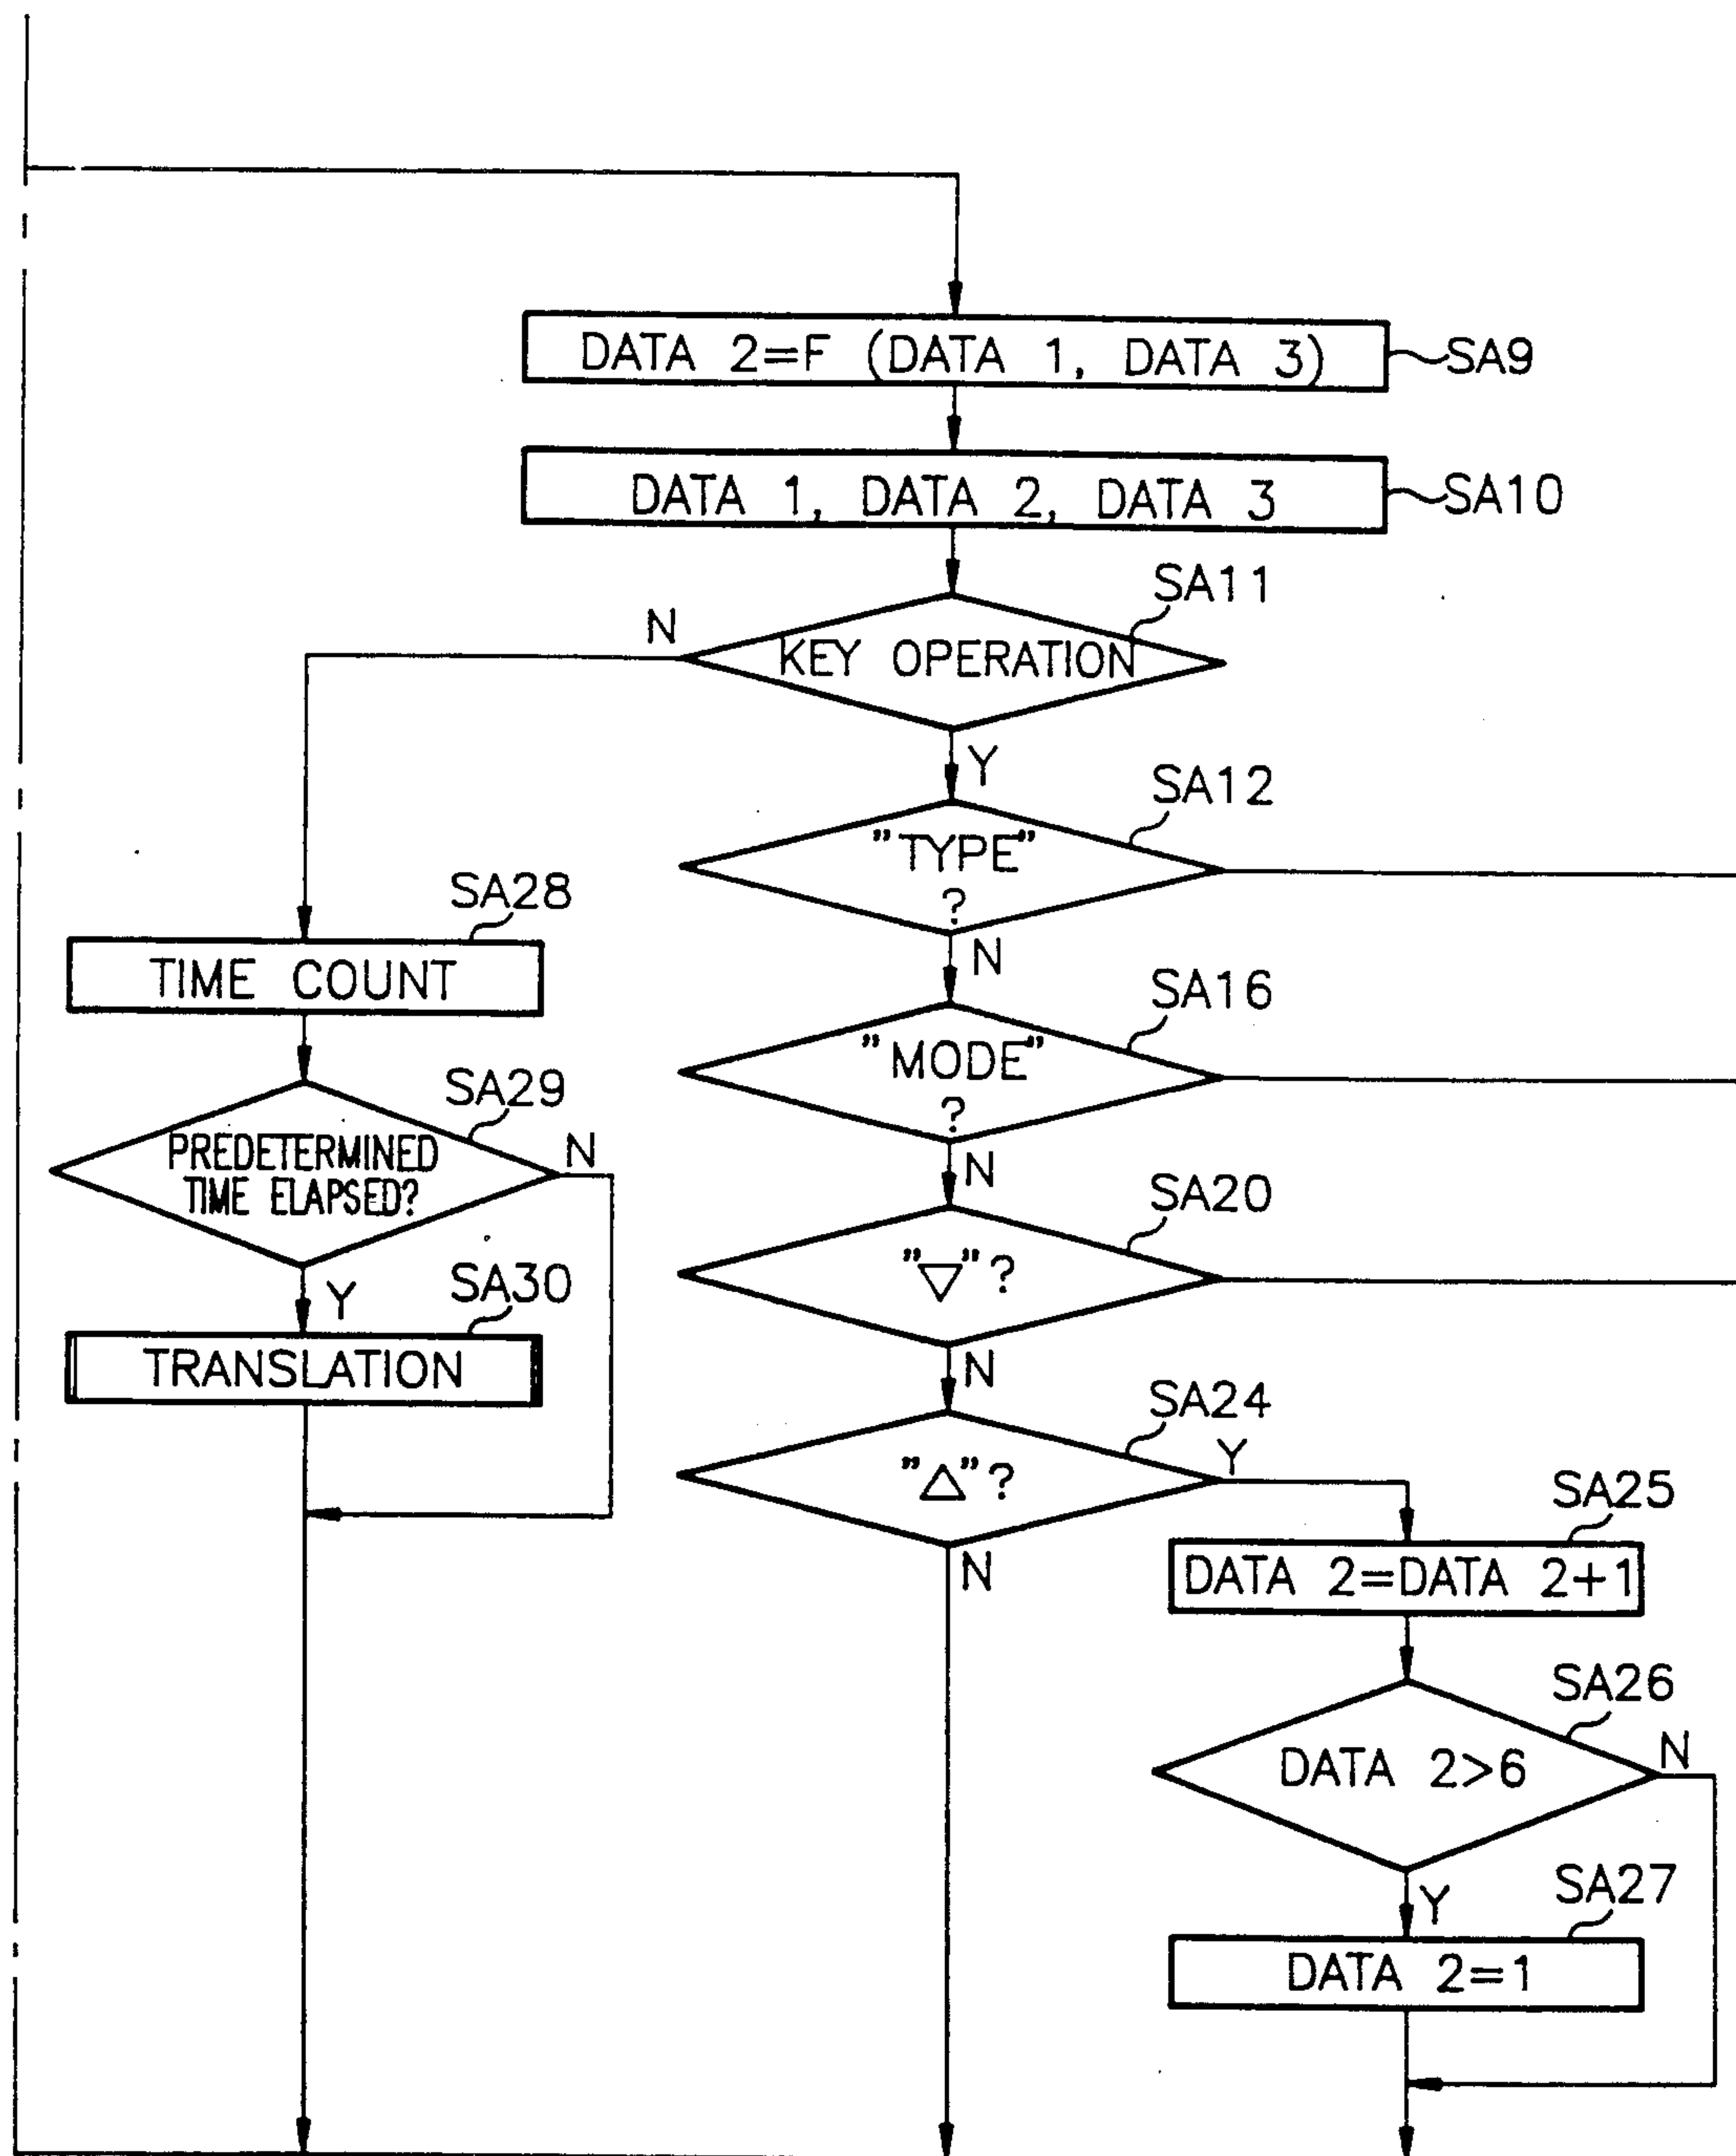 DATA 2=F (DATA 1, DATA 3)
SA9
DATA 1, DATA 2, DATA 3
SA10
SA11
N
KEY OPERATION
Y
SA12
"TYPE"
?
N
SA28
TIME COUNT
SA16
"MODE"
?
N
SA29
PREDETERMINED
TIME ELAPSED?
N
Y
SA20
"▽"?
N
SA30
TRANSLATION
SA24
"△"?
Y
N
SA25
DATA 2=DATA 2+1
SA26
DATA 2>6
N
Y
SA27
DATA 2=1